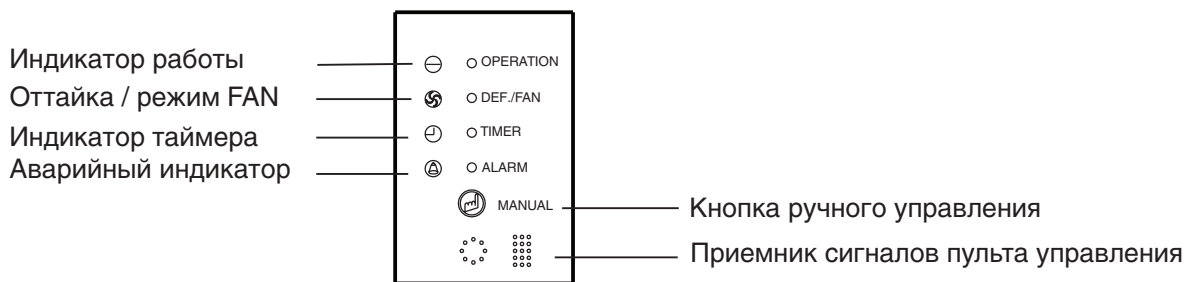 Индикатор работы
OPERATION
Оттайка / режим FAN
DEF./FAN
Индикатор таймера
TIMER
Аварийный индикатор
ALARM
MANUAL
Кнопка ручного управления
Приемник сигналов пульта управления